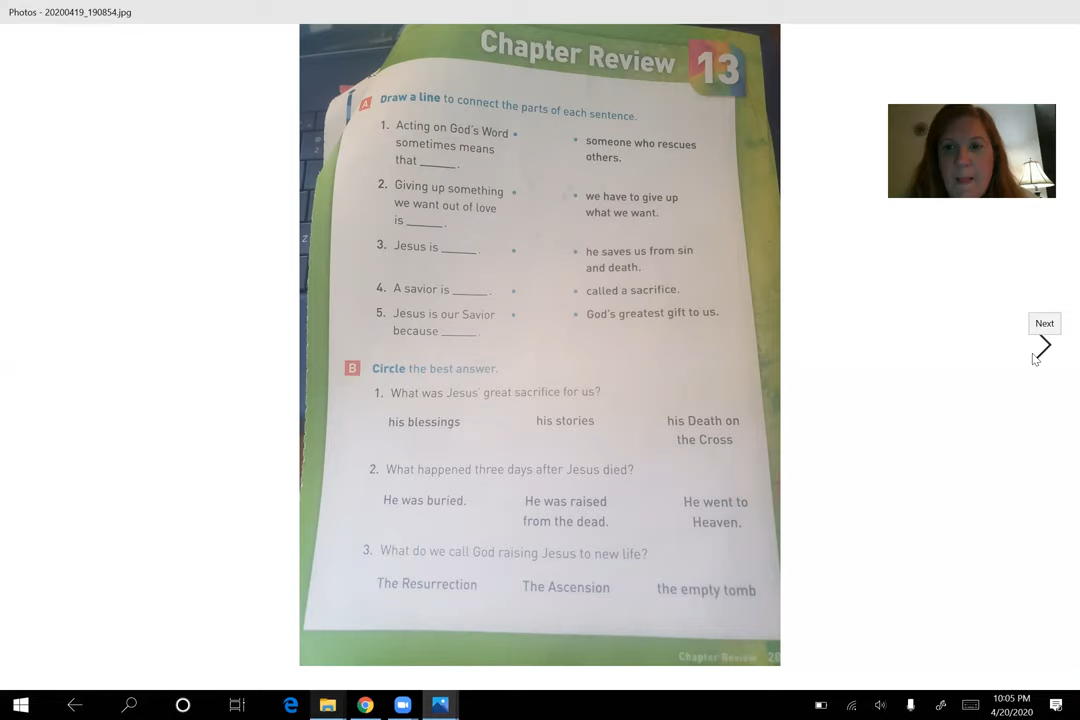 Photos - 20200419_190854.jpg
Chapter Review 13
A Draw a line to connect the parts of each sentence.
1. Acting on God's Word
sometimes means
that ______.
someone who rescues
others.
2. Giving up something
we want out of love
is ______.
we have to give up
what we want.
3. Jesus is ______.
he saves us from sin
and death.
4. A savior is ______.
called a sacrifice.
5. Jesus is our Savior
because ______.
God's greatest gift to us.
B Circle the best answer.
1. What was Jesus' great sacrifice for us?
his blessings his stories his Death on
the Cross
2. What happened three days after Jesus died?
He was buried. He was raised He went to
from the dead. Heaven.
3. What do we call God raising Jesus to new life?
The Resurrection The Ascension the empty tomb
Chapter Review
Next
10:05 PM
4/20/2020